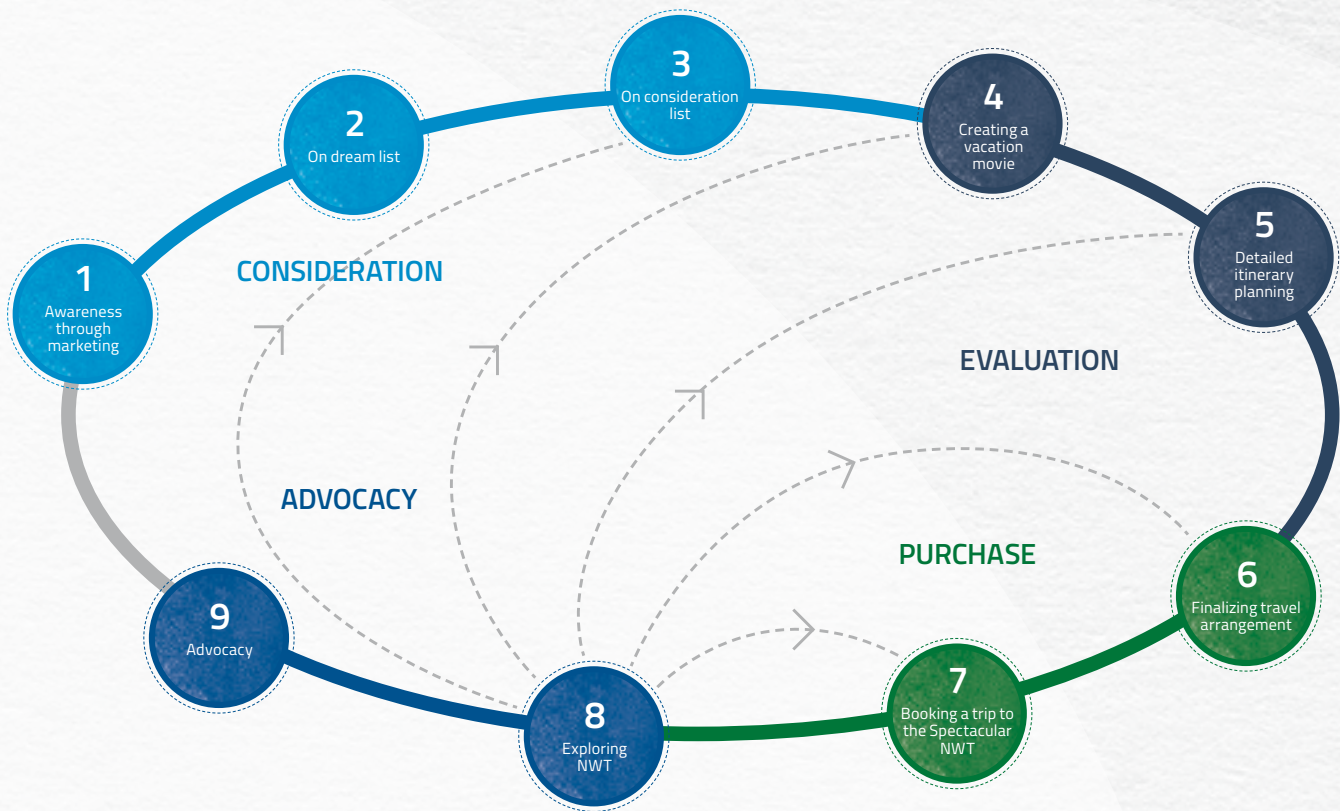 1
Awareness
through
marketing
2
On dream list
3
On consideration
list
4
Creating a
vacation
movie
5
Detailed
itinerary
planning
CONSIDERATION
EVALUATION
ADVOCACY
PURCHASE
6
Finalizing travel
arrangement
7
Booking a trip to
the Spectacular
NWT
8
Exploring
NWT
9
Advocacy